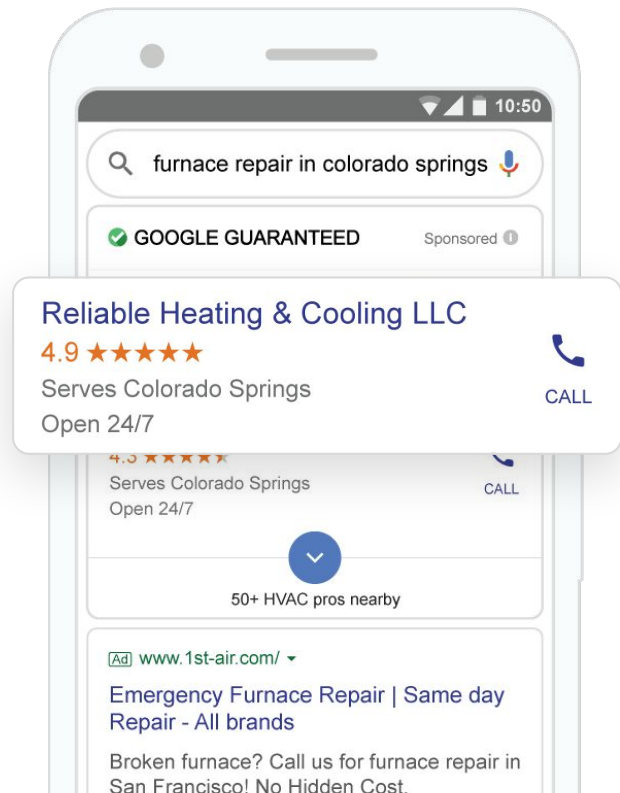 10:50
furnace repair in colorado springs
GOOGLE GUARANTEED
Sponsored
Reliable Heating & Cooling LLC
4.9
Serves Colorado Springs
Open 24/7
CALL
4.3
Serves Colorado Springs
Open 24/7
CALL
50+ HVAC pros nearby
Ad www.1st-air.com/
Emergency Furnace Repair | Same day
Repair - All brands
Broken furnace? Call us for furnace repair in
San Francisco! No Hidden Cost.